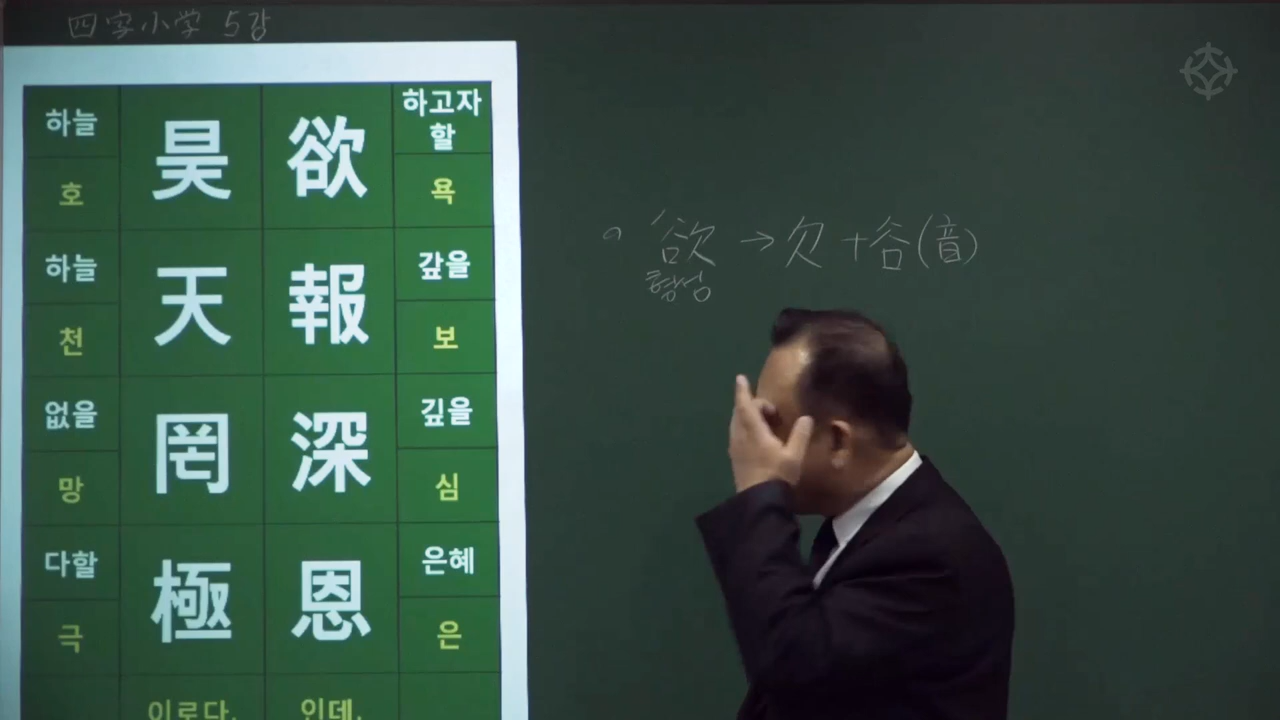 四字小学 5강
하늘 昊 欲 하고자
할
호 욕
하늘 天 報 갚을
천 보
없을 罔 深 깊을
망 심
다할 極 恩 은혜
극 은
이로다. 인데.
欲 → 欠 + 谷(音)
형성